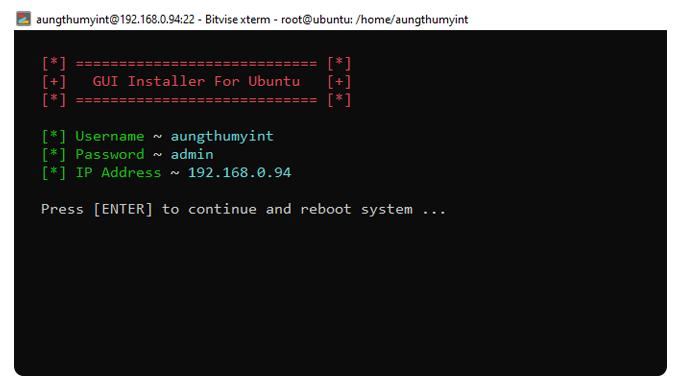 aungthumyint@192.168.0.94:22 - Bitvise xterm - root@ubuntu: /home/aungthumyint
[*] ============================ [*]
[+] GUI Installer For Ubuntu [+]
[*] ============================ [*]
[*] Username ~ aungthumyint
[*] Password ~ admin
[*] IP Address ~ 192.168.0.94
Press [ENTER] to continue and reboot system ...